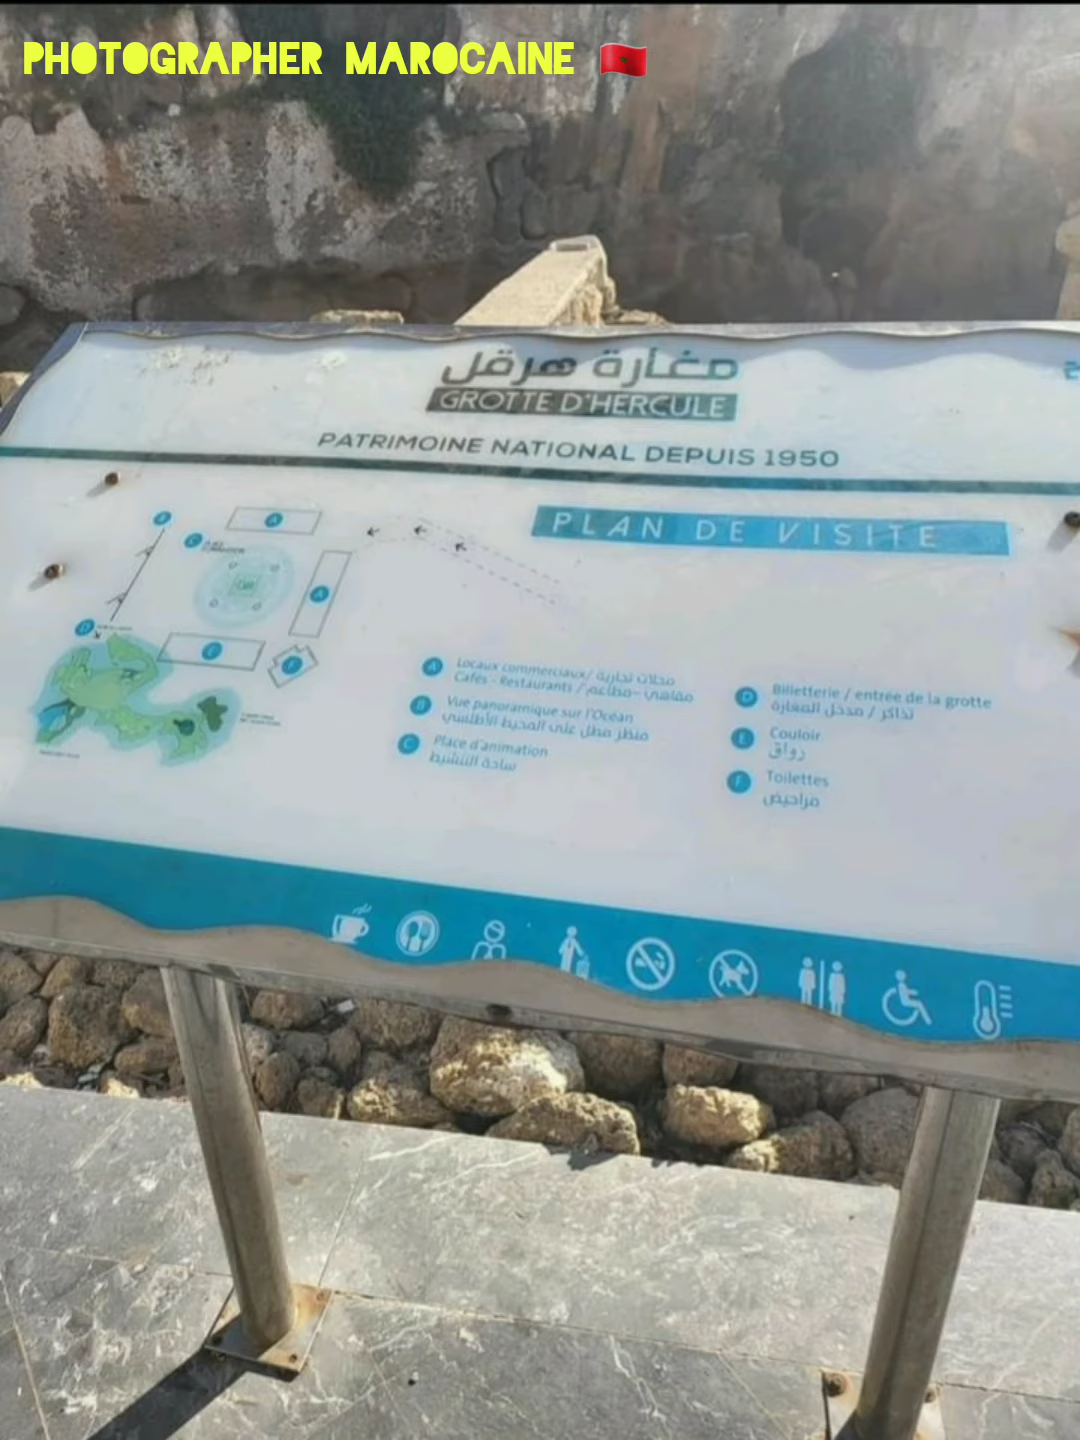 PHOTOGRAPHER MAROCAINE
مغارة هرقل
GROTTE D'HERCULE
PATRIMOINE NATIONAL DEPUIS 1950
PLAN DE VISITE
A
B
C
A
D
E
F
A Locaux commerciaux/ محلات تجارية
Cafés - Restaurants / مقاهي-مطاعم
B Vue panoramique sur l'Océan
منظر مطل على المحيط الأطلسي
C Place d'animation
ساحة التنشيط
D Billetterie / entrée de la grotte
تذاكر / مدخل المغارة
E Couloir
رواق
F Toilettes
مراحيض